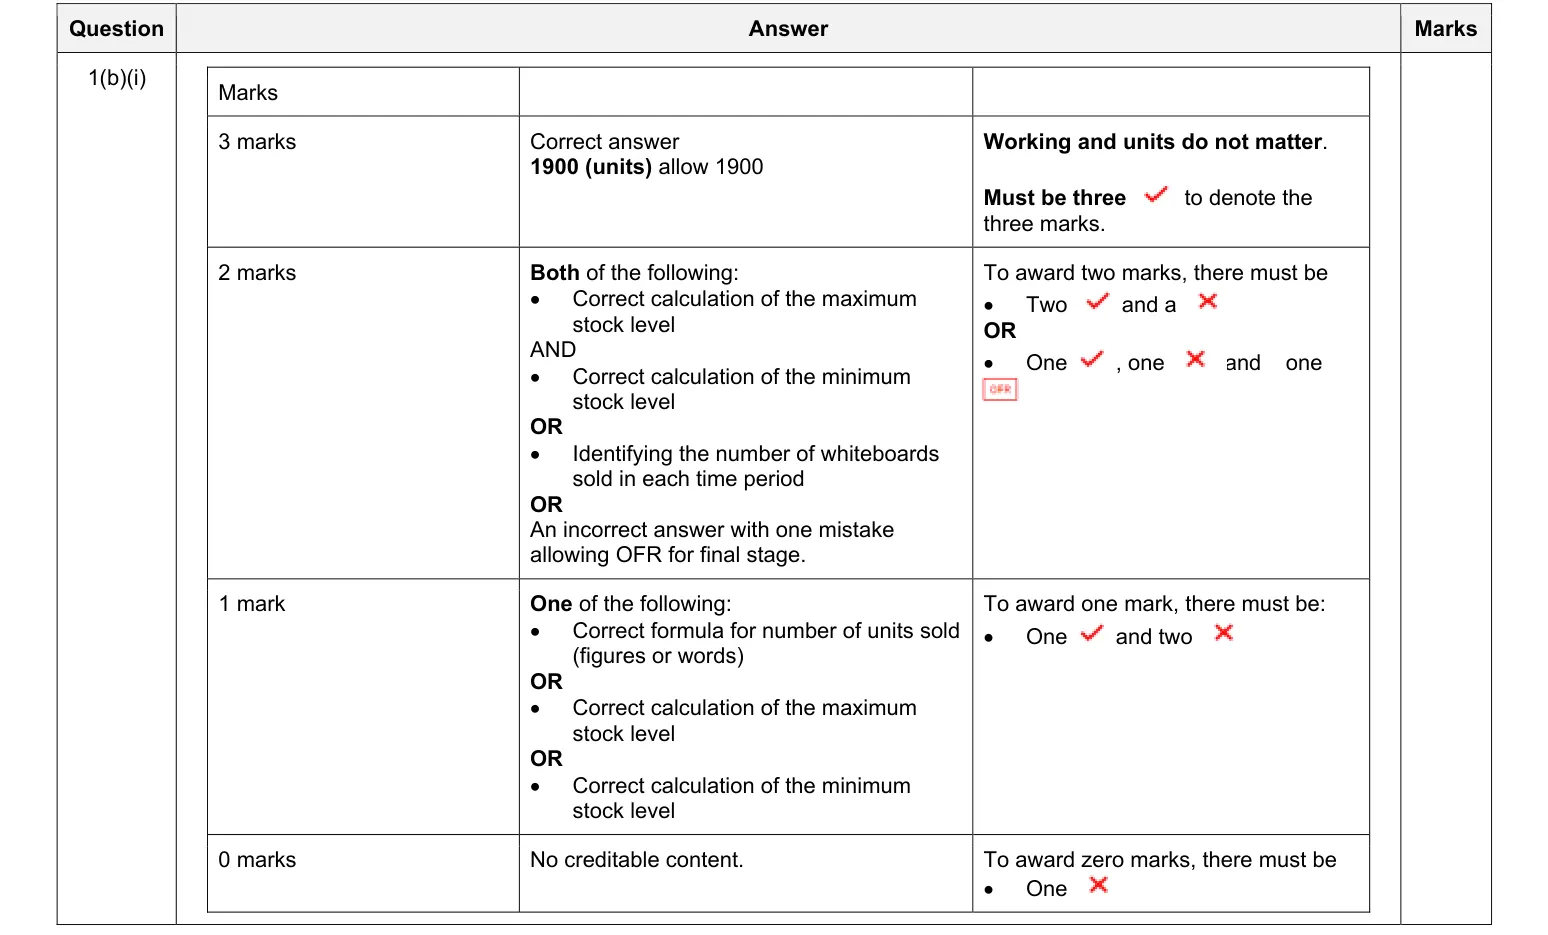 Question Answer Marks
1(b)(i)
Marks
3 marks
Correct answer
1900 (units) allow 1900
Working and units do not matter.
Must be three to denote the
three marks.
2 marks
Both of the following:
• Correct calculation of the maximum
stock level
AND
• Correct calculation of the minimum
stock level
OR
• Identifying the number of whiteboards
sold in each time period
OR
An incorrect answer with one mistake
allowing OFR for final stage.
To award two marks, there must be
• Two and a
OR
• One , one and one
OFR
1 mark
One of the following:
• Correct formula for number of units sold
(figures or words)
OR
• Correct calculation of the maximum
stock level
OR
• Correct calculation of the minimum
stock level
To award one mark, there must be:
• One and two
0 marks
No creditable content.
To award zero marks, there must be
• One